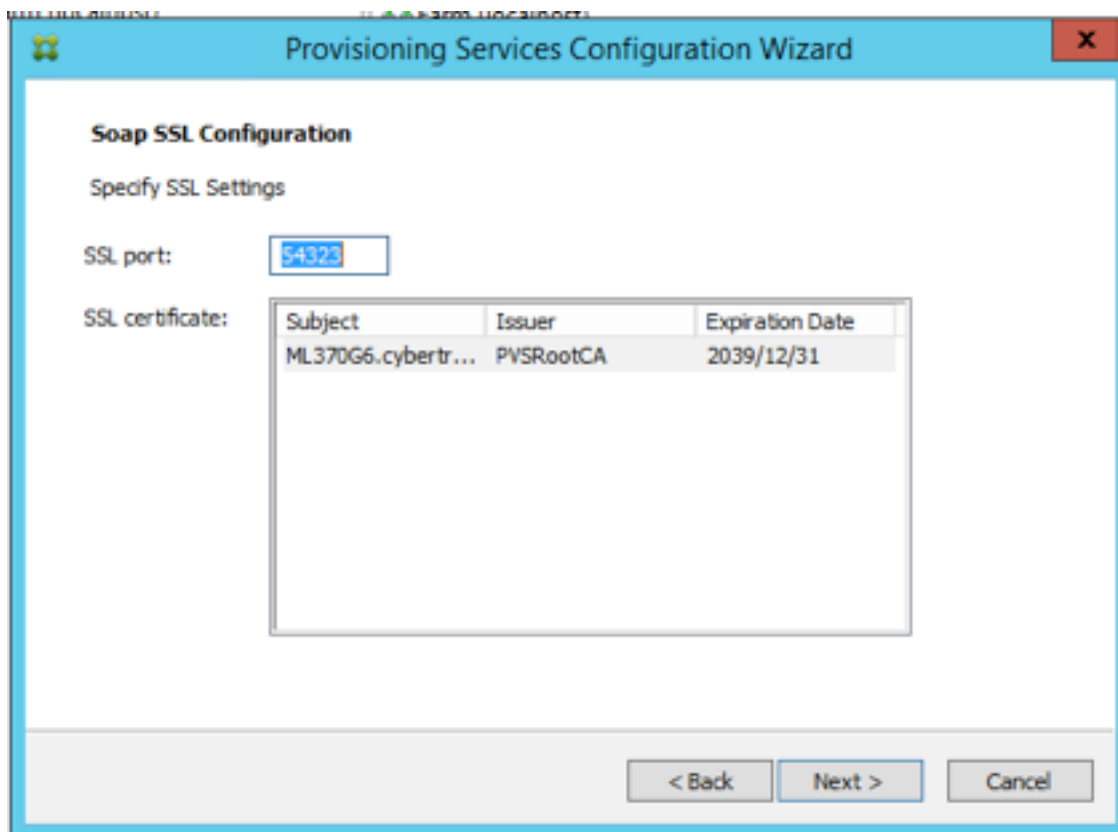 Provisioning Services Configuration Wizard
x
Soap SSL Configuration
Specify SSL Settings
SSL port: 54323
SSL certificate:
Subject Issuer Expiration Date
ML370G6.cybertr... PVSRootCA 2039/12/31
< Back Next > Cancel